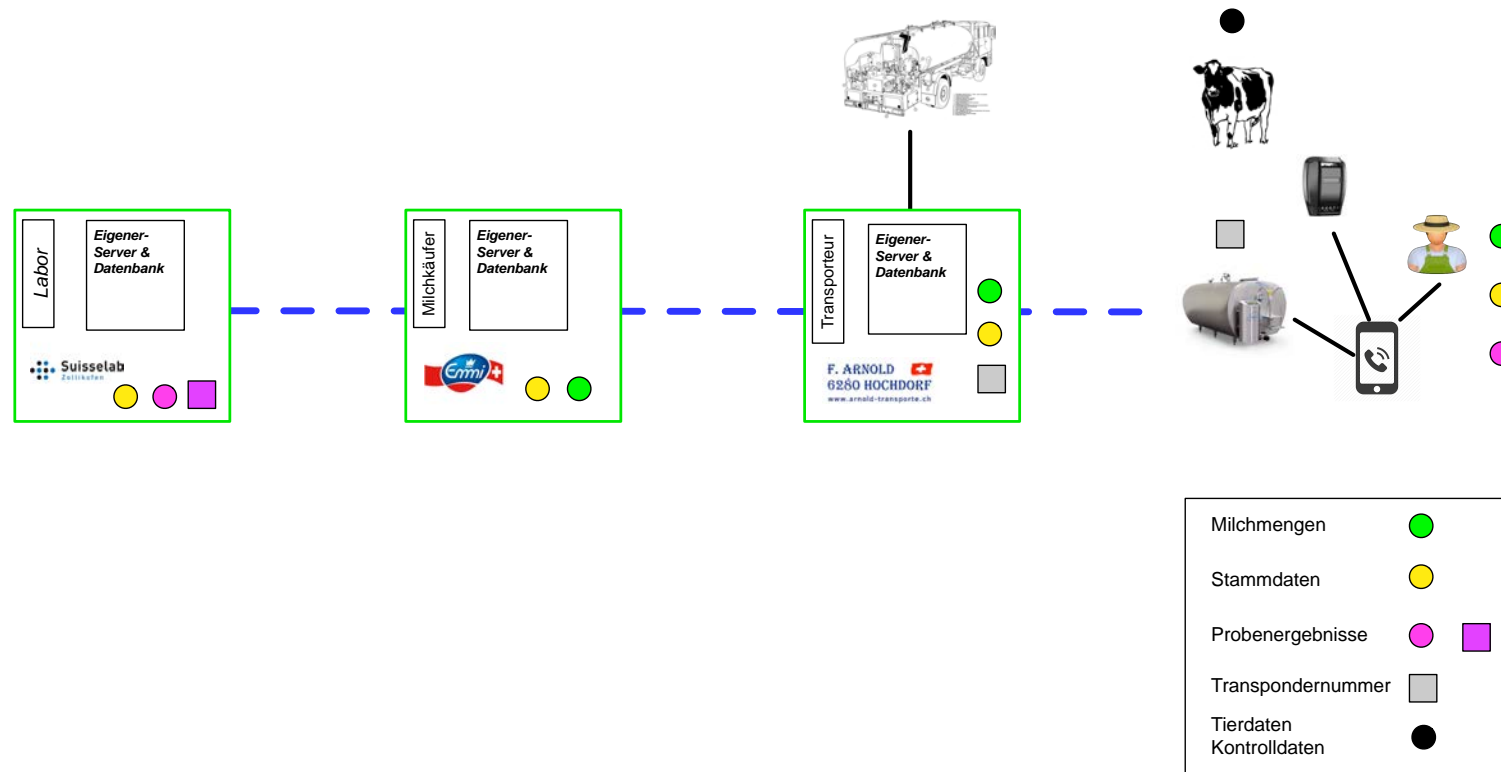 Labor
Eigener-
Server &
Datenbank
Suisselab
Zollikofen
Milchkäufer
Eigener-
Server &
Datenbank
Emmi
Transporteur
Eigener-
Server &
Datenbank
F. ARNOLD
6280 HOCHDORF
www.arnold-transporte.ch
Milchmengen
Stammdaten
Probenergebnisse
Transpondernummer
Tierdaten
Kontrolldaten